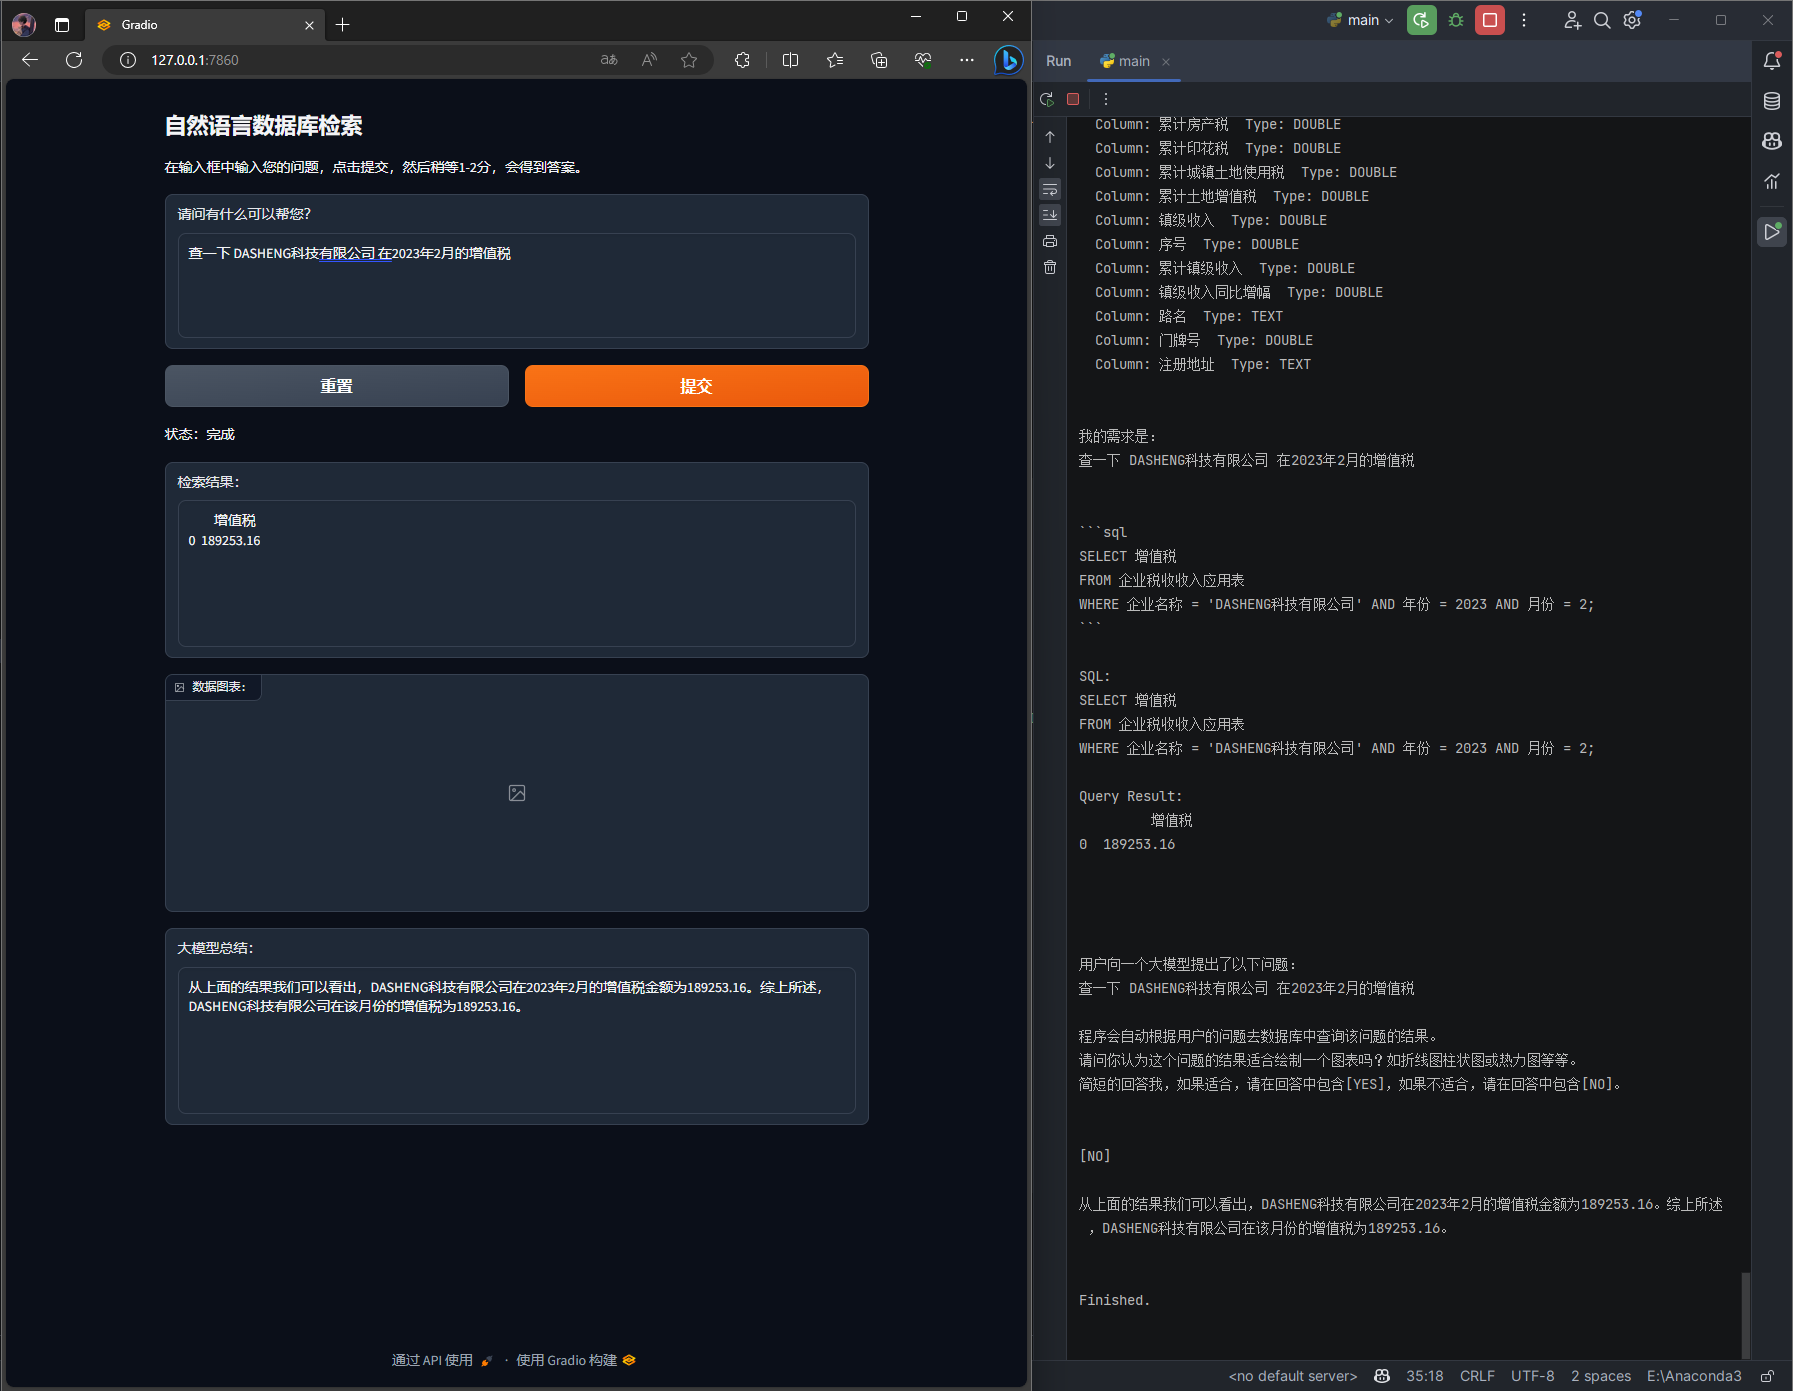 Gradio
127.0.0.1:7860
自然语言数据库检索
在输入框中输入您的问题，点击提交，然后稍等1-2分，会得到答案。
请问有什么可以帮您？
查一下 DASHENG科技有限公司 在2023年2月的增值税
重置
提交
状态：完成
检索结果：
增值税
0 189253.16
数据图表：
大模型总结：
从上面的结果我们可以看出，DASHENG科技有限公司在2023年2月的增值税金额为189253.16。综上所述，
DASHENG科技有限公司在该月份的增值税为189253.16。
通过 API 使用 · 使用 Gradio 构建
main
Run
main
Column: 累计房产税  Type: DOUBLE
Column: 累计印花税  Type: DOUBLE
Column: 累计城镇土地使用税  Type: DOUBLE
Column: 累计土地增值税  Type: DOUBLE
Column: 镇级收入  Type: DOUBLE
Column: 序号  Type: DOUBLE
Column: 累计镇级收入  Type: DOUBLE
Column: 镇级收入同比增幅  Type: DOUBLE
Column: 路名  Type: TEXT
Column: 门牌号  Type: DOUBLE
Column: 注册地址  Type: TEXT
我的需求是：
查一下 DASHENG科技有限公司 在2023年2月的增值税
```sql
SELECT 增值税
FROM 企业税收收入应用表
WHERE 企业名称 = 'DASHENG科技有限公司' AND 年份 = 2023 AND 月份 = 2;
```
SQL:
SELECT 增值税
FROM 企业税收收入应用表
WHERE 企业名称 = 'DASHENG科技有限公司' AND 年份 = 2023 AND 月份 = 2;
Query Result:
增值税
0  189253.16
用户向一个大模型提出了以下问题：
查一下 DASHENG科技有限公司 在2023年2月的增值税
程序会自动根据用户的问题去数据库中查询该问题的结果。
请问你认为这个问题的结果适合绘制一个图表吗？如折线图柱状图或热力图等等。
简短的回答我，如果适合，请在回答中包含[YES]，如果不适合，请在回答中包含[NO]。
[NO]
从上面的结果我们可以看出，DASHENG科技有限公司在2023年2月的增值税金额为189253.16。综上所述
，DASHENG科技有限公司在该月份的增值税为189253.16。
Finished.
<no default server>
35:18
CRLF
UTF-8
2 spaces
E:\Anaconda3